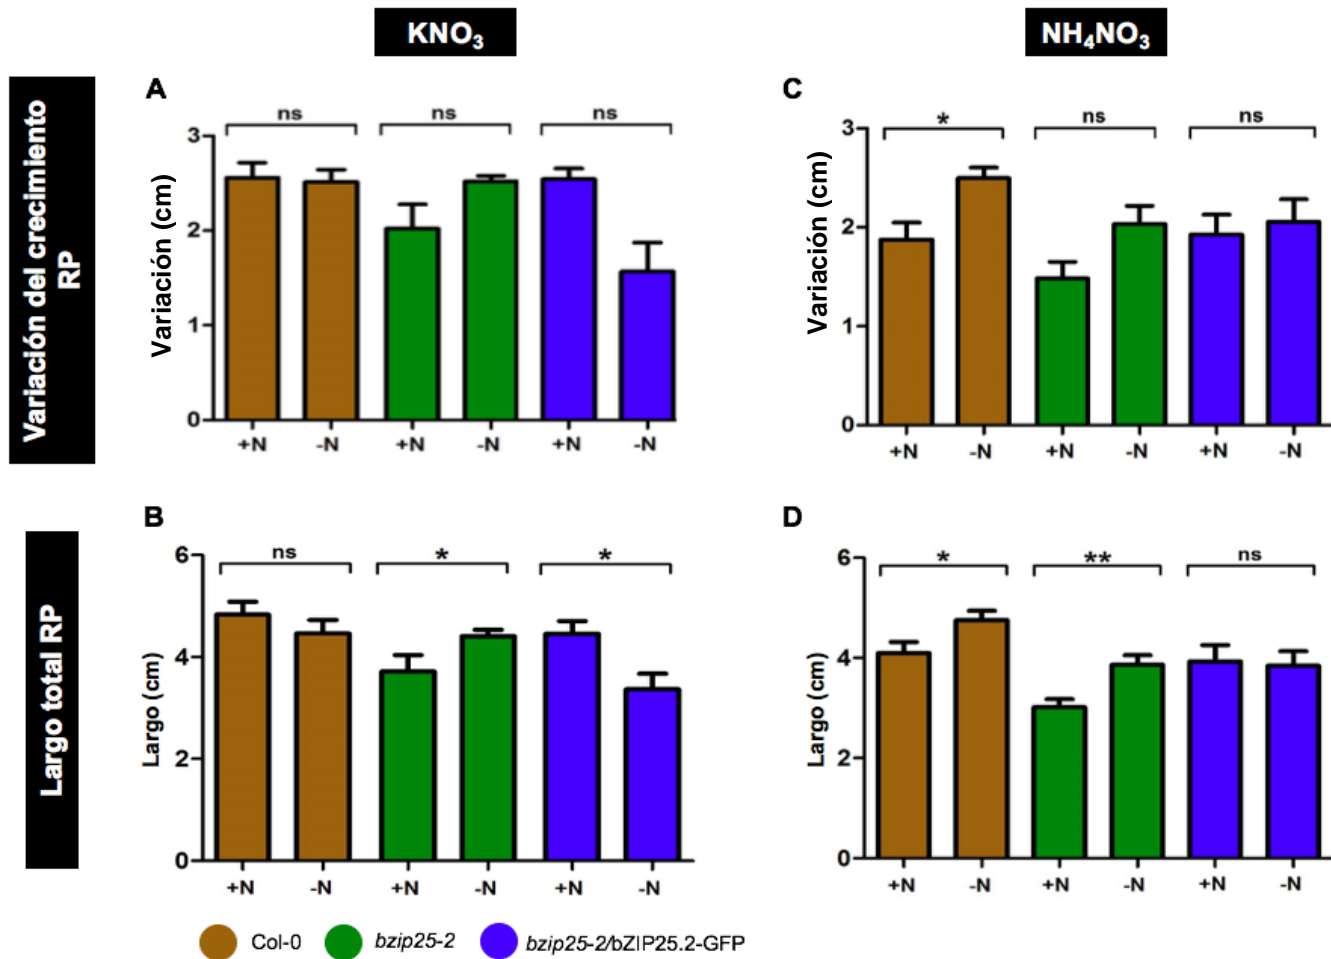 KNO₃
NH₄NO₃
Variación del crecimiento
RP
A
ns
ns
ns
Variación (cm)
3
2
1
0
+N
-N
+N
-N
+N
-N
C
*
ns
ns
Variación (cm)
3
2
1
0
+N
-N
+N
-N
+N
-N
Largo total RP
B
ns
*
*
Largo (cm)
6
4
2
0
+N
-N
+N
-N
+N
-N
D
*
**
ns
Largo (cm)
6
4
2
0
+N
-N
+N
-N
+N
-N
Col-0
bzip25-2
bzip25-2/bZIP25.2-GFP